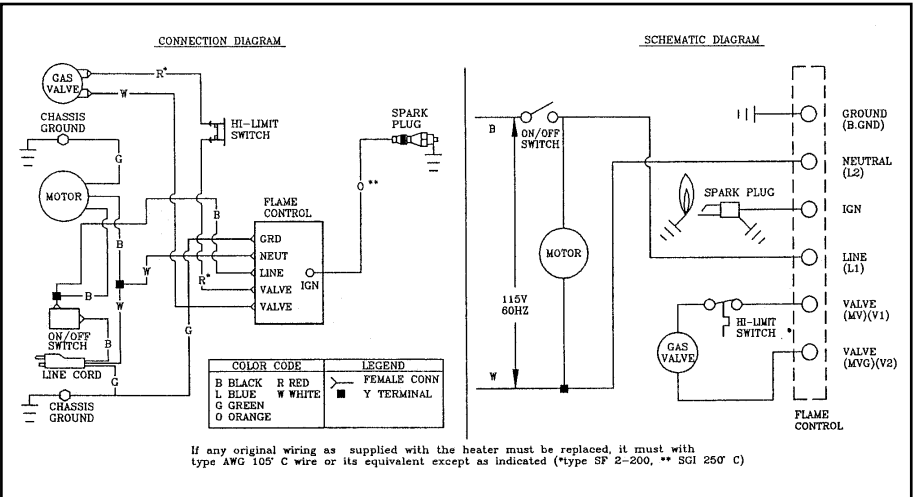 CONNECTION DIAGRAM
GAS
VALVE
R*
W
CHASSIS
GROUND
HI-LIMIT
SWITCH
SPARK
PLUG
G
MOTOR
O **
FLAME
CONTROL
B
B
GRD
NEUT
LINE
VALVE
VALVE
IGN
W
R*
B
W
ON/OFF
SWITCH
B
G
LINE CORD
G
CHASSIS
GROUND
COLOR CODE
B BLACK R RED
L BLUE W WHITE
G GREEN
O ORANGE
LEGEND
FEMALE CONN
Y TERMINAL
SCHEMATIC DIAGRAM
B
ON/OFF
SWITCH
GROUND
(B.GND)
NEUTRAL
(L2)
SPARK PLUG
IGN
MOTOR
LINE
(L1)
115V
60HZ
HI-LIMIT
SWITCH
VALVE
(MV)(V1)
GAS
VALVE
VALVE
(MVG)(V2)
W
FLAME
CONTROL
If any original wiring as supplied with the heater must be replaced, it must with
type AWG 105° C wire or its equivalent except as indicated (*type SF 2-200, ** SGI 250° C)